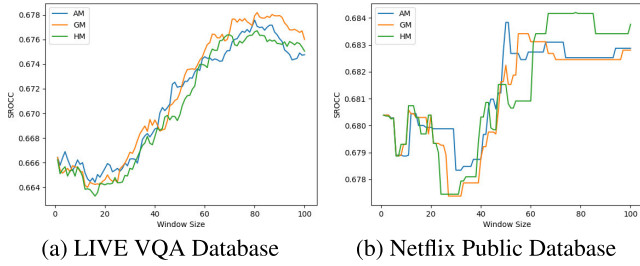 AM
GM
HM
0.678
0.676
0.674
0.672
0.670
0.668
0.666
0.664
SROCC
0
20
40
60
80
100
Window Size
(a) LIVE VQA Database
AM
GM
HM
0.684
0.683
0.682
0.681
0.680
0.679
0.678
SROCC
0
20
40
60
80
100
Window Size
(b) Netflix Public Database